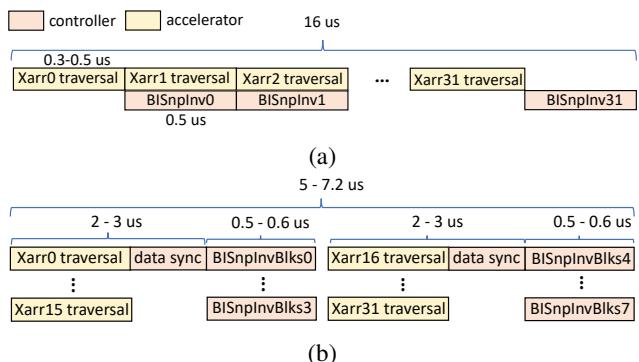 controller accelerator 16 us
0.3-0.5 us
Xarr0 traversal Xarr1 traversal Xarr2 traversal ... Xarr31 traversal
BISnpInv0 BISnpInv1 BISnpInv31
0.5 us
(a)
5 - 7.2 us
2 - 3 us 0.5 - 0.6 us 2 - 3 us 0.5 - 0.6 us
Xarr0 traversal data sync BISnpInvBlks0 Xarr16 traversal data sync BISnpInvBlks4
Xarr15 traversal BISnpInvBlks3 Xarr31 traversal BISnpInvBlks7
(b)